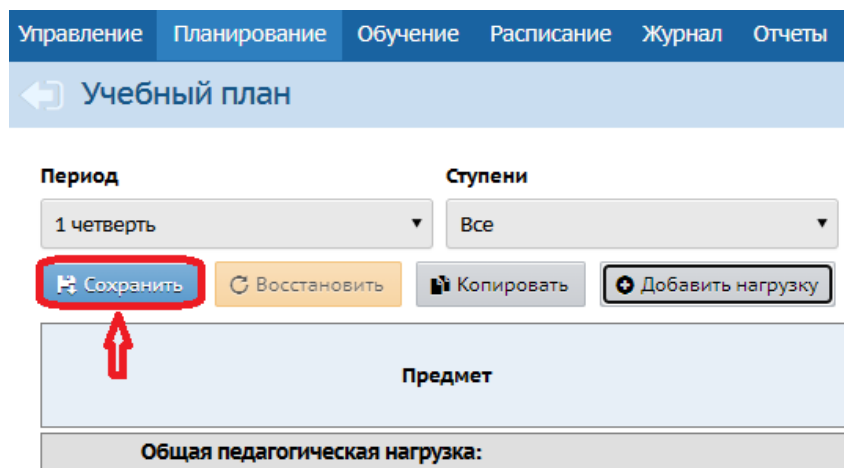 Управление Планирование Обучение Расписание Журнал Отчеты
Учебный план
Период Ступени
1 четверть Все
Сохранить Восстановить Копировать Добавить нагрузку
Предмет
Общая педагогическая нагрузка: